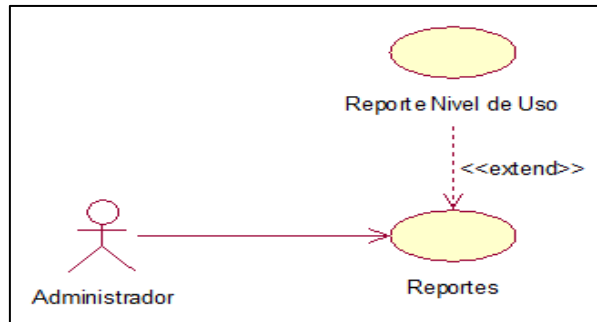 Reporte Nivel de Uso
<<extend>>
Administrador
Reportes